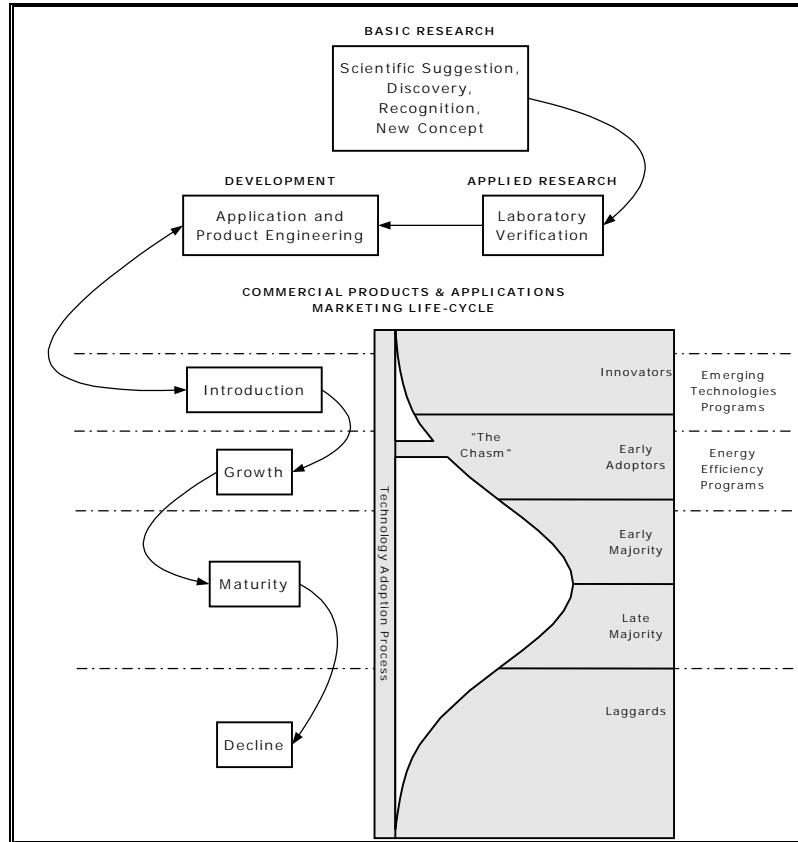 BASIC RESEARCH
Scientific Suggestion,
Discovery,
Recognition,
New Concept
DEVELOPMENT
APPLIED RESEARCH
Application and
Product Engineering
Laboratory
Verification
COMMERCIAL PRODUCTS & APPLICATIONS
MARKETING LIFE-CYCLE
Introduction
Growth
Maturity
Decline
Technology Adoption Process
"The
Chasm"
Innovators
Early
Adoptors
Early
Majority
Late
Majority
Laggards
Emerging
Technologies
Programs
Energy
Efficiency
Programs